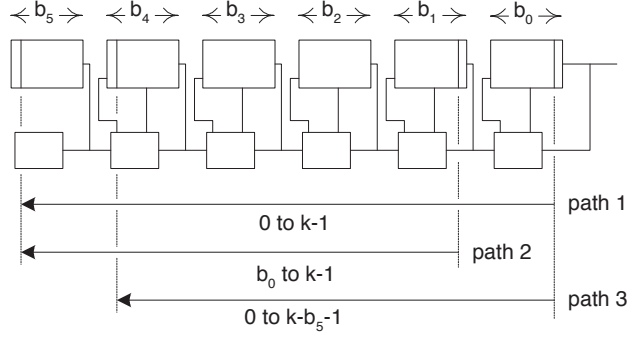 b₅ b₄ b₃ b₂ b₁ b₀
path 1
0 to k-1
path 2
b₀ to k-1
path 3
0 to k-b₅-1